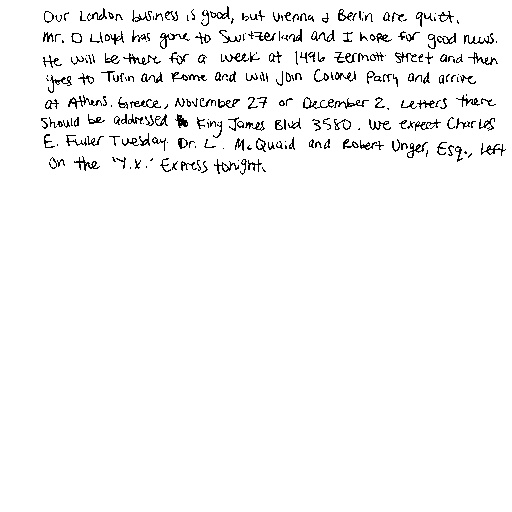 Our London business is good, but Vienna & Berlin are quiet.
Mr. D Lloyd has gone to Switzerland and I hope for good news.
He will be there for a week at 1496 Zermott Street and then
goes to Turin and Rome and will join Colonel Parry and arrive
at Athens, Greece, November 27 or December 2. Letters there
should be addressed to King James Blvd 3580. We expect Charles
E. Fuller Tuesday. Dr. L. McQuaid and Robert Unger, Esq., left
on the "Y.X." Express tonight.